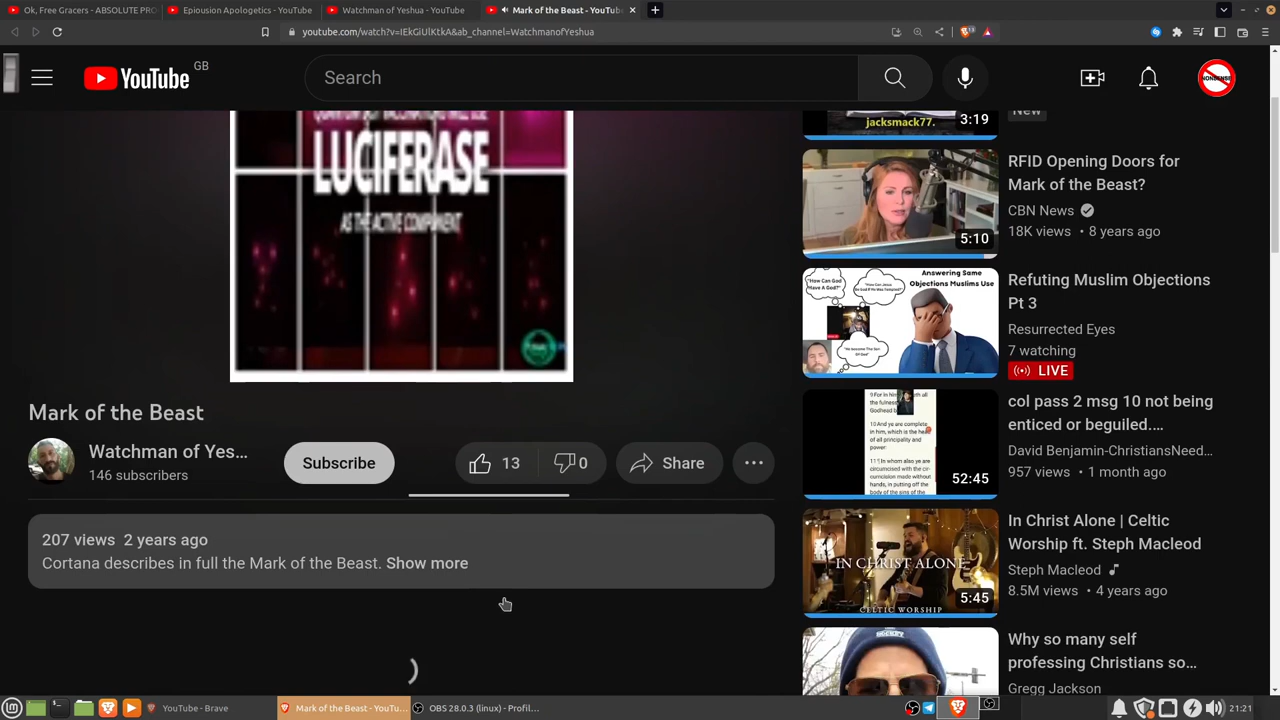 Ok, Free Gracers - ABSOLUTE PRO
Epiousion Apologetics - YouTube
Watchman of Yeshua - YouTube
Mark of the Beast - YouTube
youtube.com/watch?v=IEkGiUlKtkA&ab_channel=WatchmanofYeshua
YouTube GB
Search
NONSENSE
LUCIFERASE
AS THE ACTIVE COMPONENT
Mark of the Beast
Watchman of Yes...
146 subscribers
Subscribe
13
0
Share
207 views 2 years ago
Cortana describes in full the Mark of the Beast. Show more
jacksmack77.
3:19
New
5:10
RFID Opening Doors for
Mark of the Beast?
CBN News
18K views • 8 years ago
Answering Same
Objections Muslims Use
"How Can God
Have A God?"
Refuting Muslim Objections
Pt 3
Resurrected Eyes
7 watching
LIVE
52:45
col pass 2 msg 10 not being
enticed or beguiled....
David Benjamin-ChristiansNeed...
957 views • 1 month ago
IN CHRIST ALONE
CELTIC WORSHIP
5:45
In Christ Alone | Celtic
Worship ft. Steph Macleod
Steph Macleod
8.5M views • 4 years ago
Why so many self
professing Christians so...
Gregg Jackson
YouTube - Brave
Mark of the Beast - YouTu...
OBS 28.0.3 (linux) - Profil...
21:21